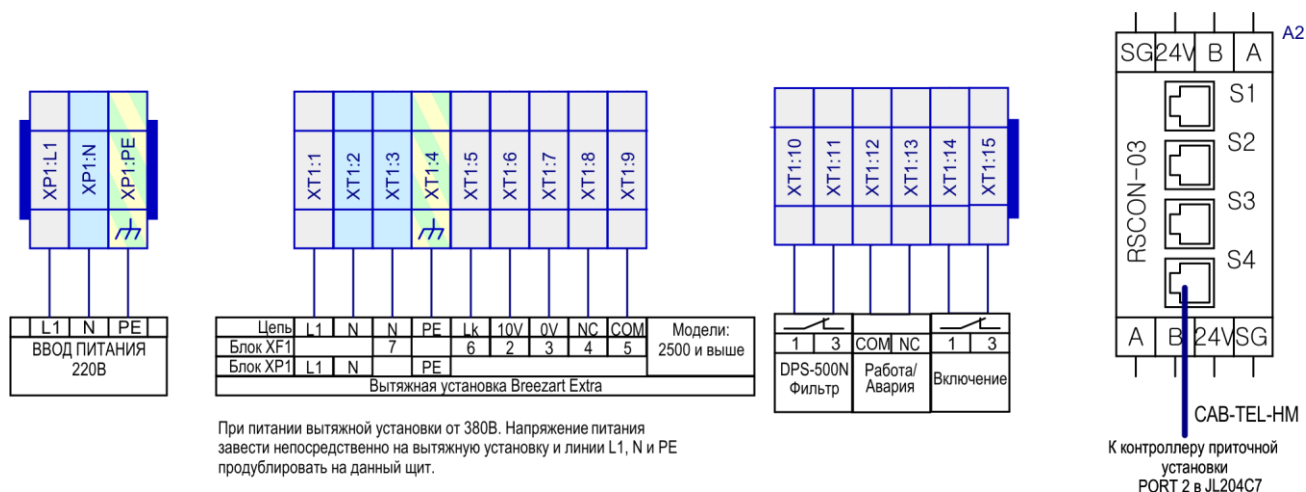 XP1:L1
XP1:N
XP1:PE
L1 N PE
ВВОД ПИТАНИЯ
220В
XT1:1
XT1:2
XT1:3
XT1:4
XT1:5
XT1:6
XT1:7
XT1:8
XT1:9
Цепь L1 N N PE Lk 10V 0V NC COM
Блок XF1 7 6 2 3 4 5
Блок XP1 L1 N PE
Модели:
2500 и выше
Вытяжная установка Breezart Extra
При питании вытяжной установки от 380В. Напряжение питания
завести непосредственно на вытяжную установку и линии L1, N и PE
продублировать на данный щит.
XT1:10
XT1:11
XT1:12
XT1:13
XT1:14
XT1:15
1 3 COM NC 1 3
DPS-500N
Фильтр
Работа/
Авария
Включение
A2
SG 24V B A
S1
S2
S3
S4
RSCON-03
A B 24V SG
CAB-TEL-HM
К контроллеру приточной
установки
PORT 2 в JL204C7